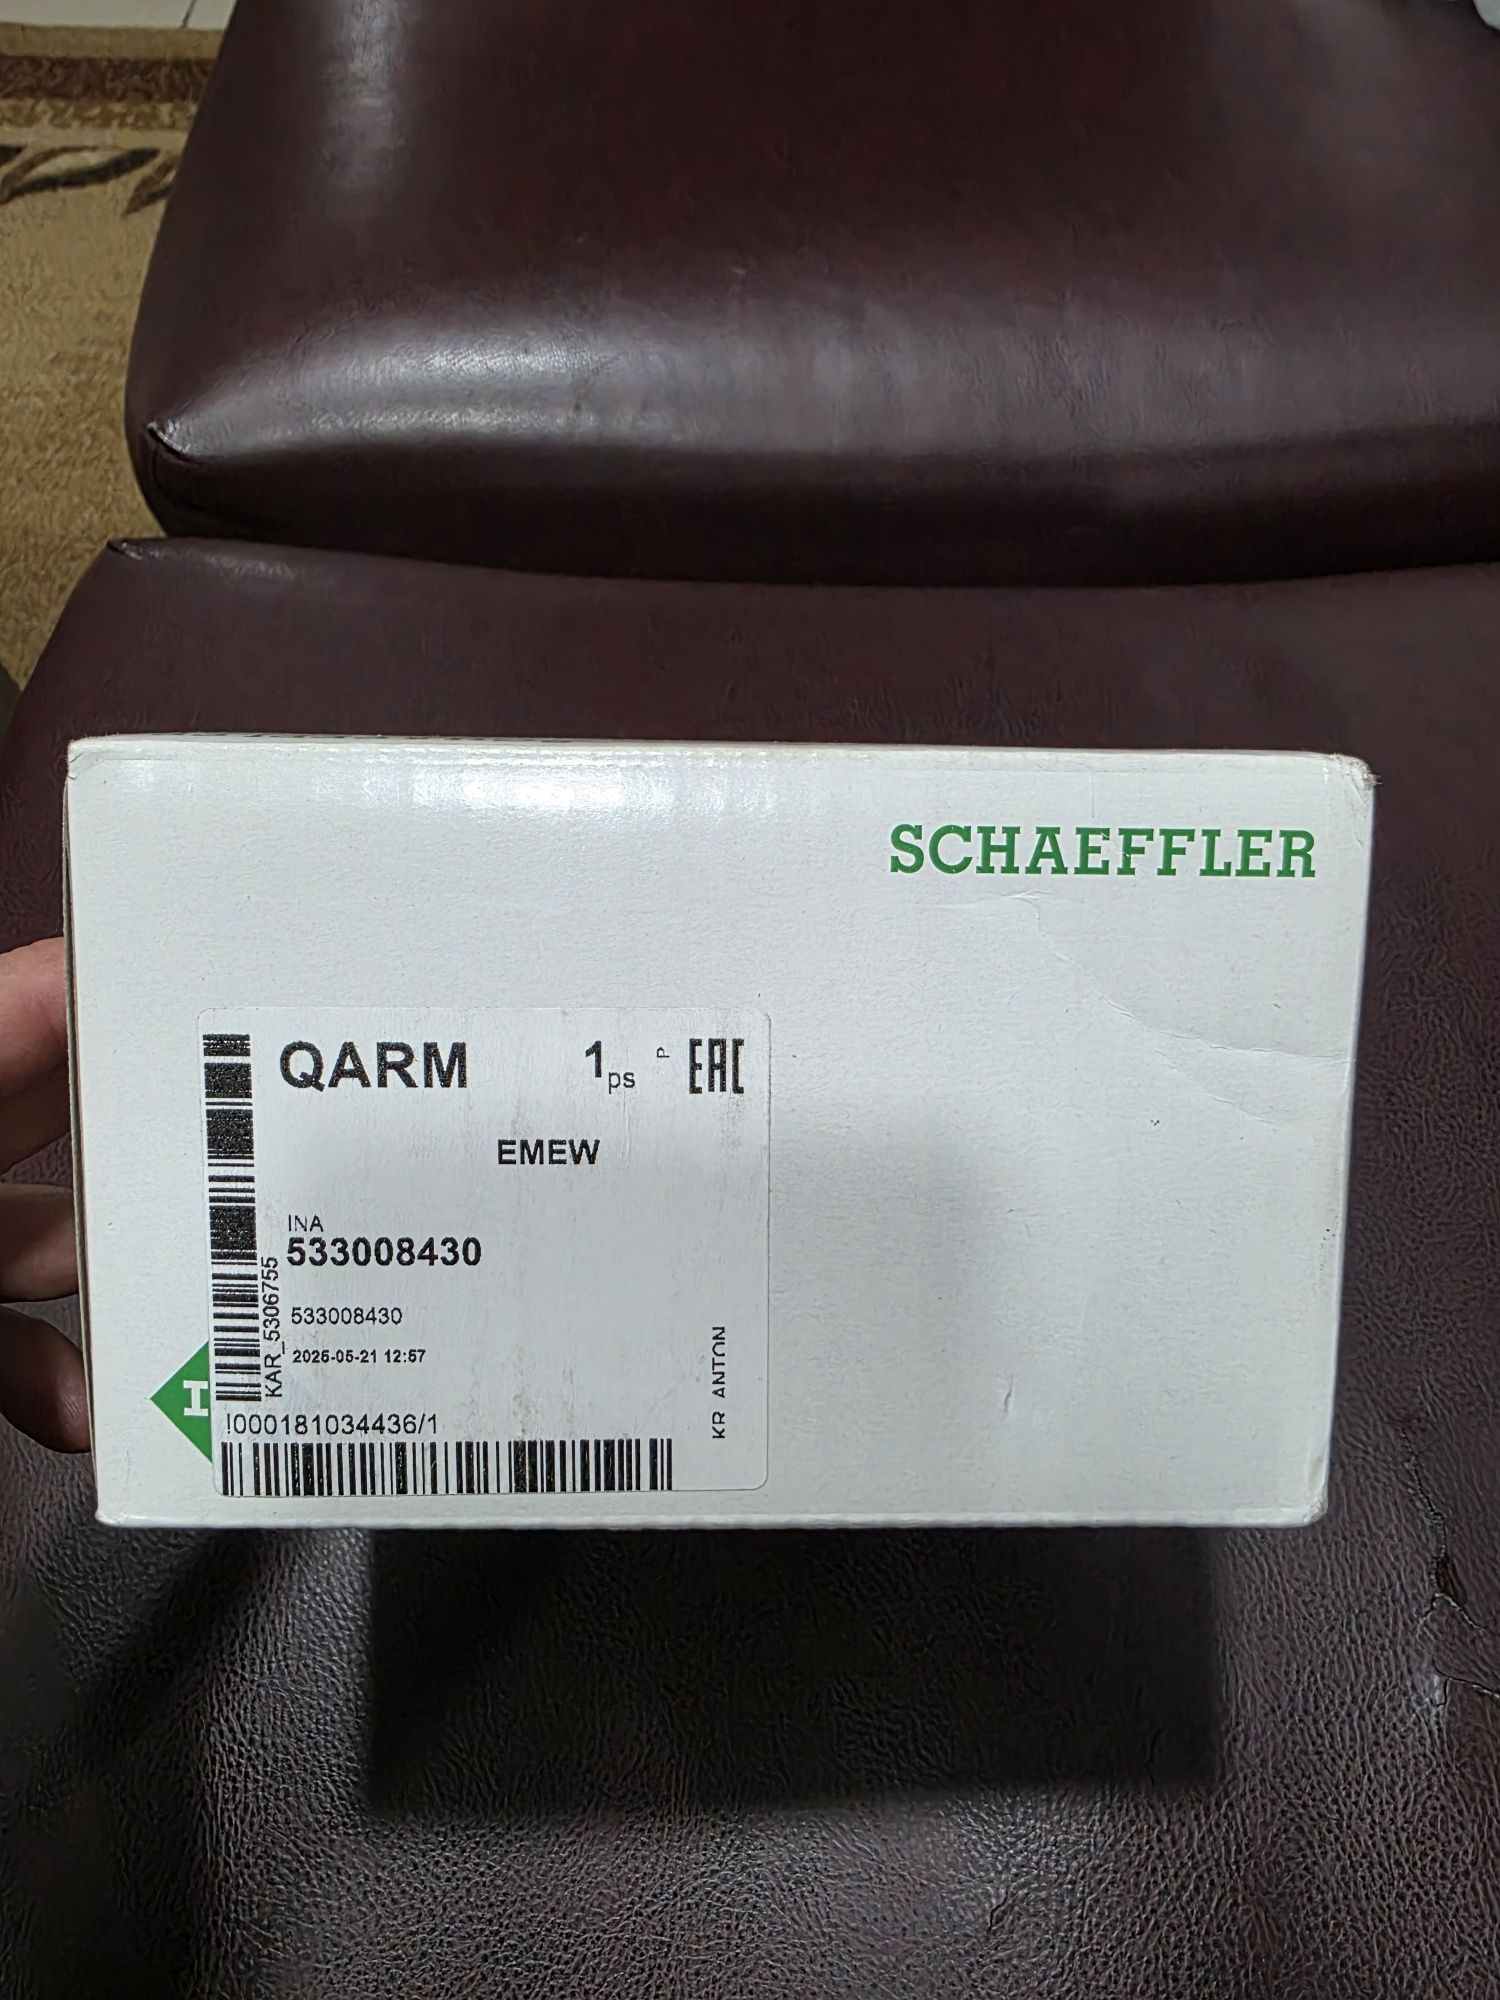 SCHAEFFLER
QARM 1ps P EAC
EMEW
INA
533008430
533008430
2025-05-21 12:57
KAR_5306755
KR ANTON
!000181034436/1